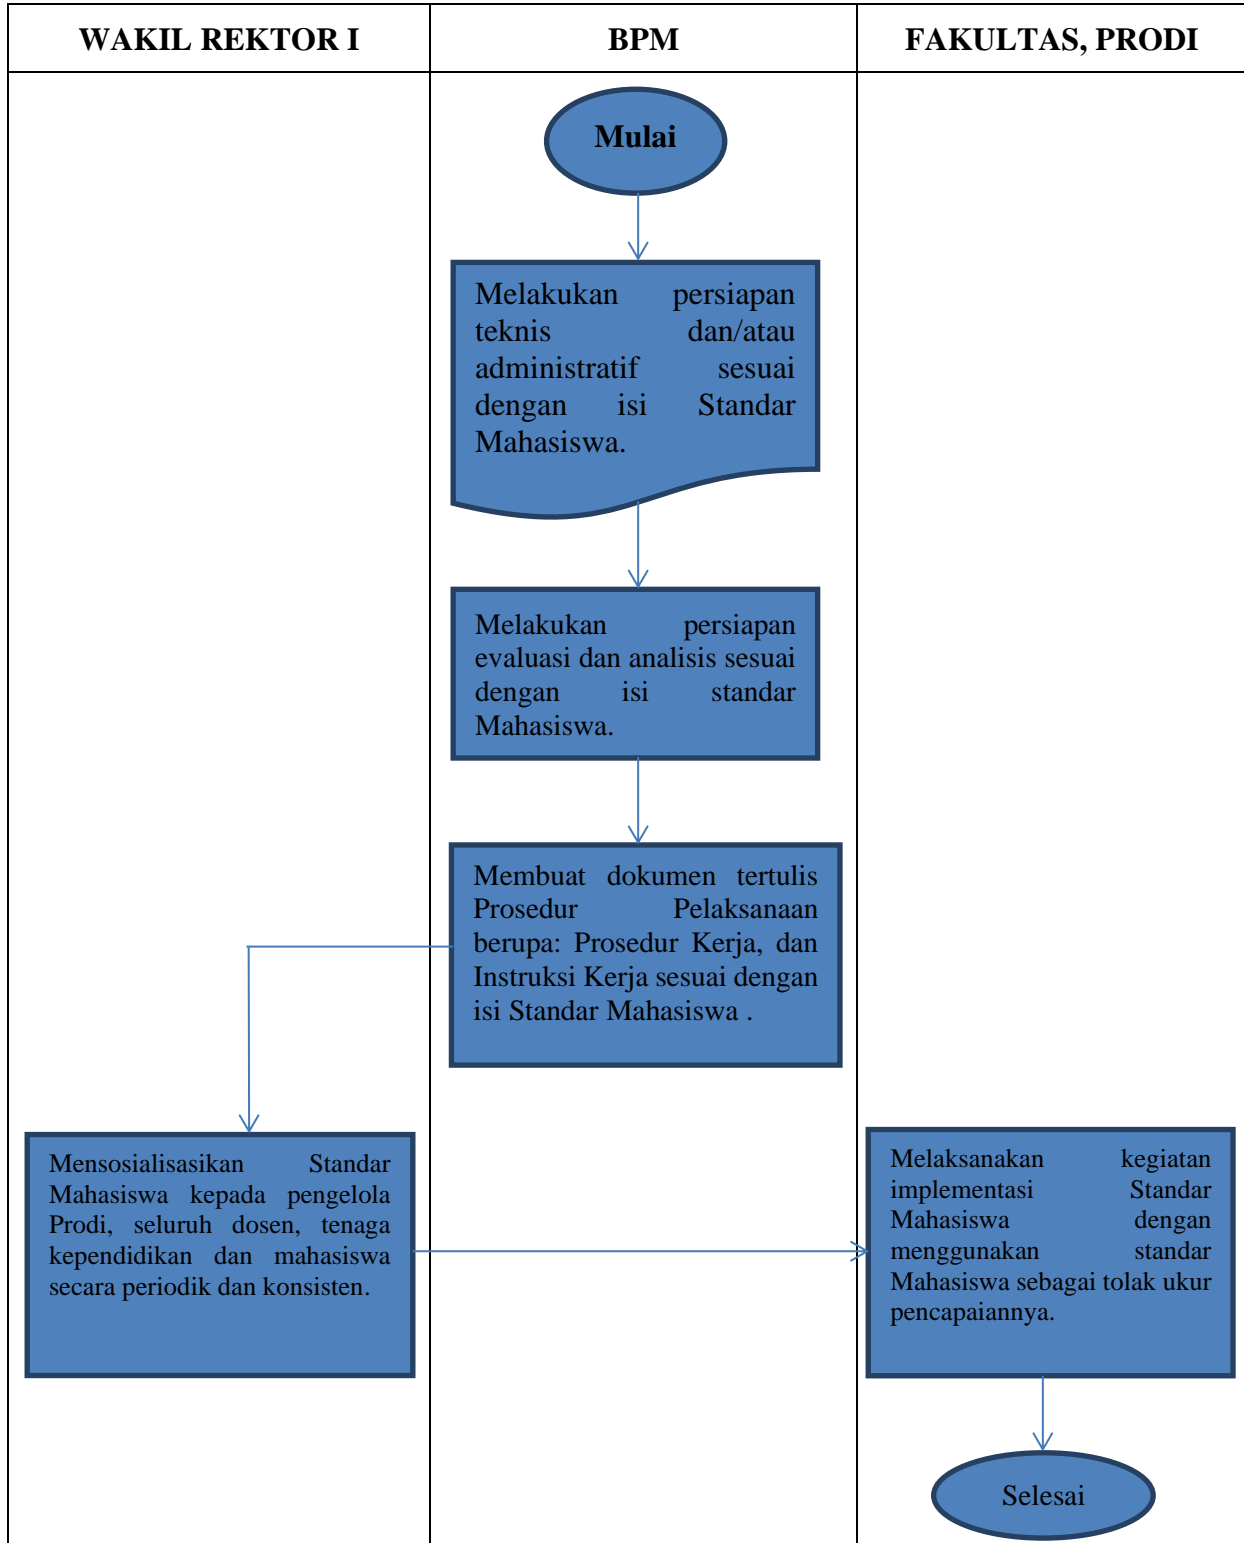 WAKIL REKTOR I
BPM
FAKULTAS, PRODI
Mulai
Melakukan persiapan
teknis dan/atau
administratif sesuai
dengan isi Standar
Mahasiswa.
Melakukan persiapan
evaluasi dan analisis sesuai
dengan isi standar
Mahasiswa.
Membuat dokumen tertulis
Prosedur Pelaksanaan
berupa: Prosedur Kerja, dan
Instruksi Kerja sesuai dengan
isi Standar Mahasiswa .
Mensosialisasikan Standar
Mahasiswa kepada pengelola
Prodi, seluruh dosen, tenaga
kependidikan dan mahasiswa
secara periodik dan konsisten.
Melaksanakan kegiatan
implementasi Standar
Mahasiswa dengan
menggunakan standar
Mahasiswa sebagai tolak ukur
pencapaiannya.
Selesai